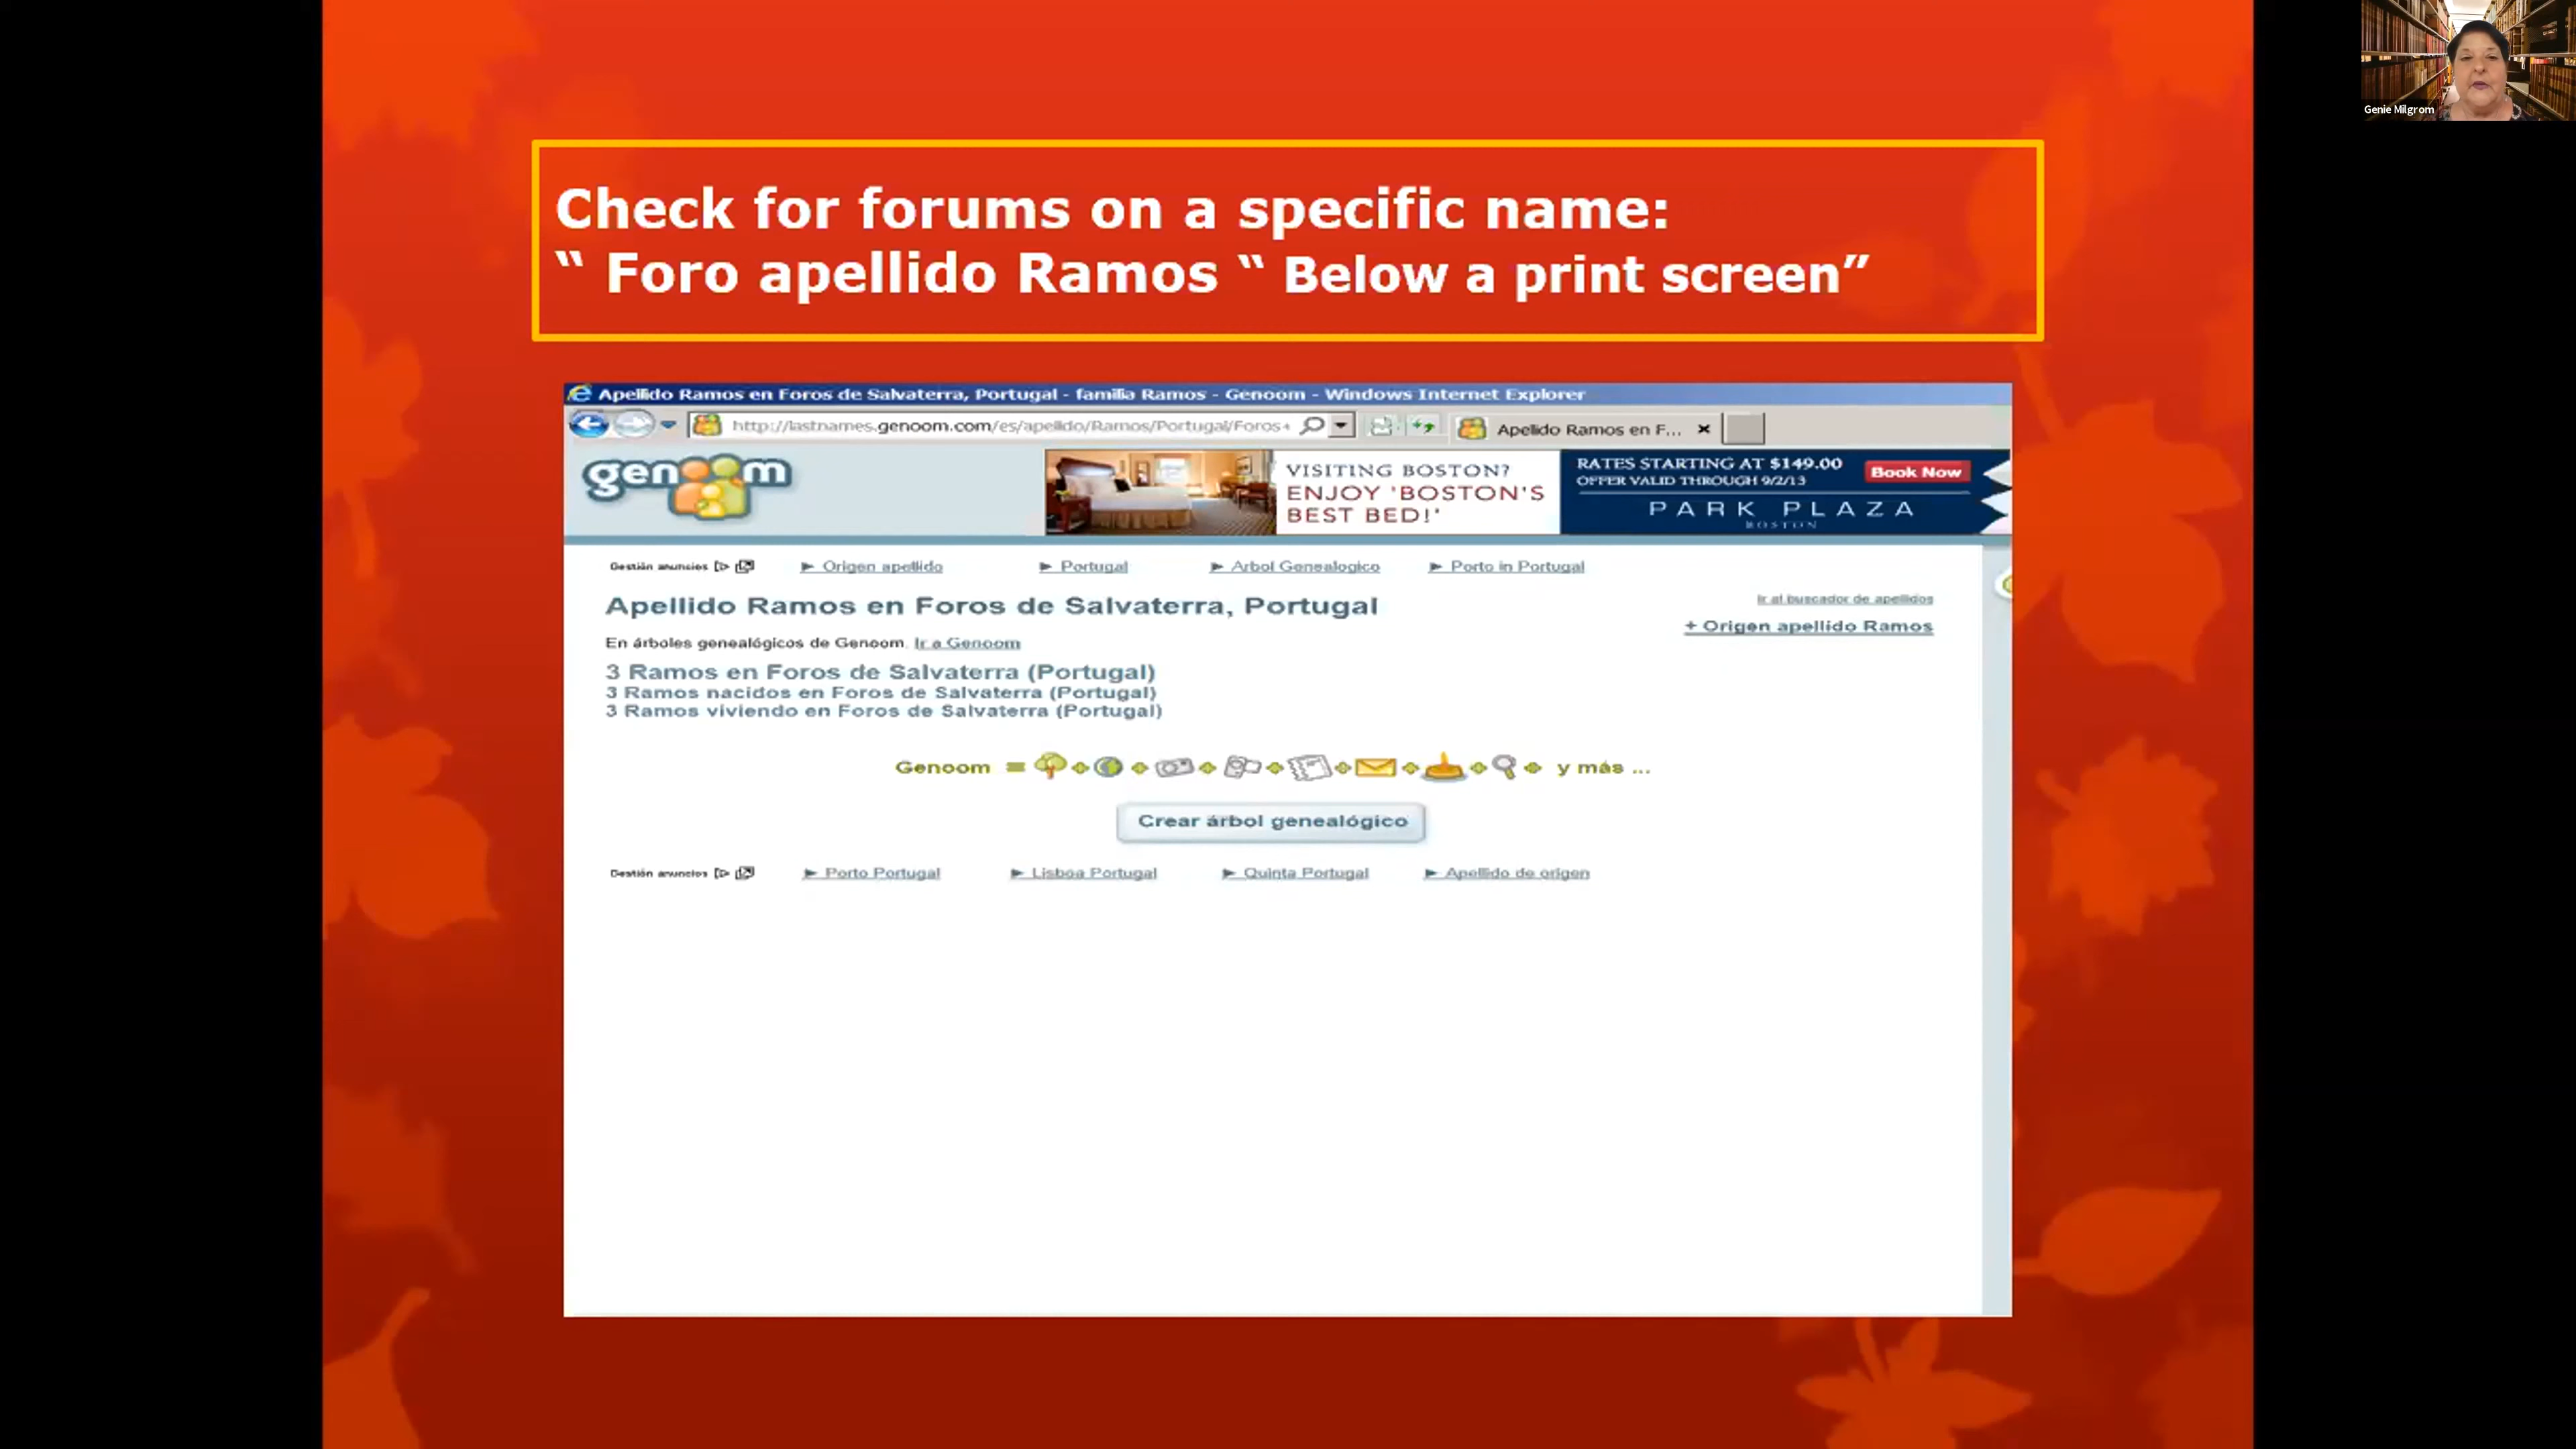 Genie Milgrom
Check for forums on a specific name:
“ Foro apellido Ramos “ Below a print screen”
Apellido Ramos en Foros de Salvaterra, Portugal - familia Ramos - Genoom - Windows Internet Explorer
http://lastnames.genoom.com/es/apellido/Ramos/Portugal/Foros+
Apellido Ramos en F...
genoom
VISITING BOSTON?
ENJOY 'BOSTON'S
BEST BED!'
RATES STARTING AT $149.00
OFFER VALID THROUGH 9/2/13
Book Now
PARK PLAZA
BOSTON
Gestión anuncios
Origen apellido
Portugal
Arbol Genealogico
Porto in Portugal
Apellido Ramos en Foros de Salvaterra, Portugal
Ir al buscador de apellidos
+ Origen apellido Ramos
En árboles genealógicos de Genoom. Ir a Genoom
3 Ramos en Foros de Salvaterra (Portugal)
3 Ramos nacidos en Foros de Salvaterra (Portugal)
3 Ramos viviendo en Foros de Salvaterra (Portugal)
Genoom = y más ...
Crear árbol genealógico
Gestión anuncios
Porto Portugal
Lisboa Portugal
Quinta Portugal
Apellido de origen